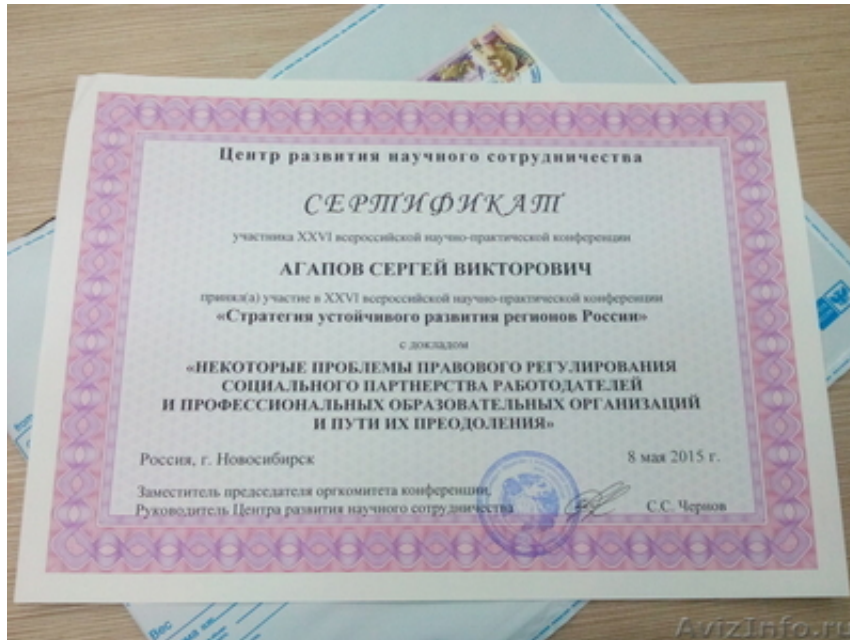 Центр развития научного сотрудничества
СЕРТИФИКАТ
участника XXVI всероссийской научно-практической конференции
АГАПОВ СЕРГЕЙ ВИКТОРОВИЧ
принял(а) участие в XXVI всероссийской научно-практической конференции
«Стратегия устойчивого развития регионов России»
с докладом
«НЕКОТОРЫЕ ПРОБЛЕМЫ ПРАВОВОГО РЕГУЛИРОВАНИЯ
СОЦИАЛЬНОГО ПАРТНЕРСТВА РАБОТОДАТЕЛЕЙ
И ПРОФЕССИОНАЛЬНЫХ ОБРАЗОВАТЕЛЬНЫХ ОРГАНИЗАЦИЙ
И ПУТИ ИХ ПРЕОДОЛЕНИЯ»
Россия, г. Новосибирск
8 мая 2015 г.
Заместитель председателя оргкомитета конференции,
Руководитель Центра развития научного сотрудничества
С.С. Чернов
Вес
AvizInfo.ru